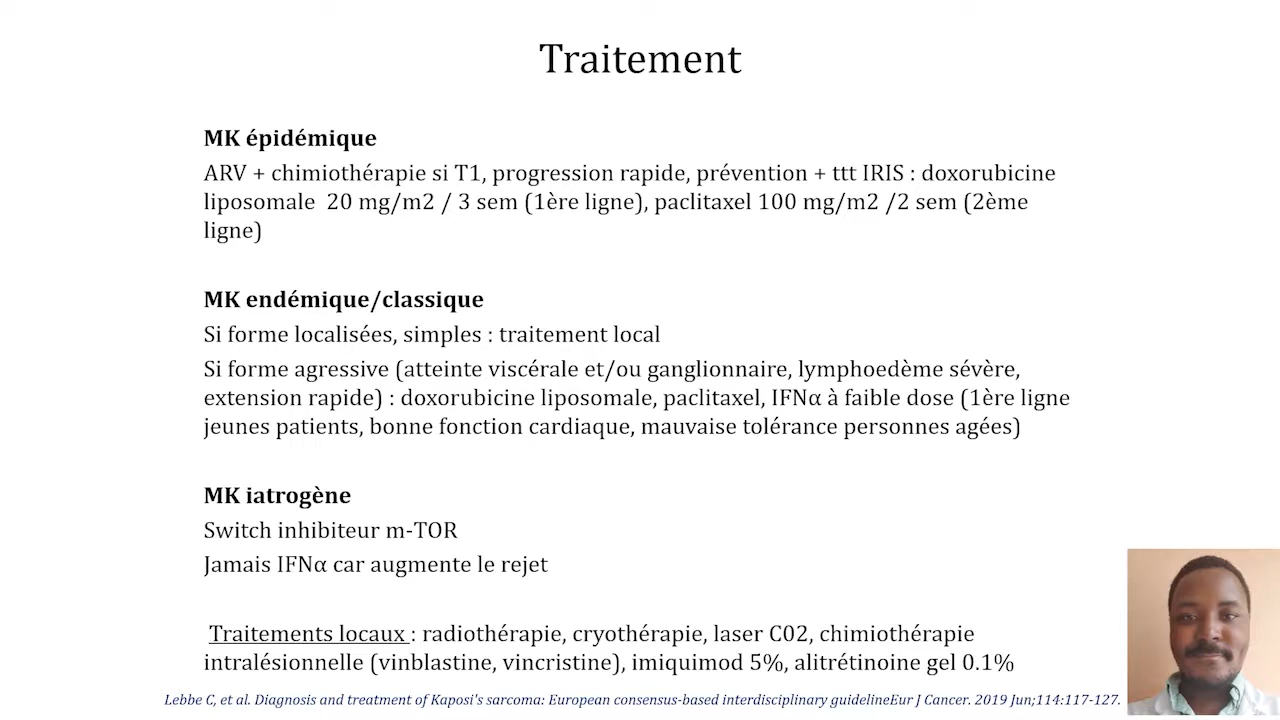 Traitement
MK épidémique
ARV + chimiothérapie si T1, progression rapide, prévention + ttt IRIS : doxorubicine
liposomale  20 mg/m2 / 3 sem (1ère ligne), paclitaxel 100 mg/m2 /2 sem (2ème
ligne)
MK endémique/classique
Si forme localisées, simples : traitement local
Si forme agressive (atteinte viscérale et/ou ganglionnaire, lymphoedème sévère,
extension rapide) : doxorubicine liposomale, paclitaxel, IFNα à faible dose (1ère ligne
jeunes patients, bonne fonction cardiaque, mauvaise tolérance personnes agées)
MK iatrogène
Switch inhibiteur m-TOR
Jamais IFNα car augmente le rejet
Traitements locaux : radiothérapie, cryothérapie, laser C02, chimiothérapie
intralésionnelle (vinblastine, vincristine), imiquimod 5%, alitrétinoine gel 0.1%
Lebbe C, et al. Diagnosis and treatment of Kaposi's sarcoma: European consensus-based interdisciplinary guidelineEur J Cancer. 2019 Jun;114:117-127.